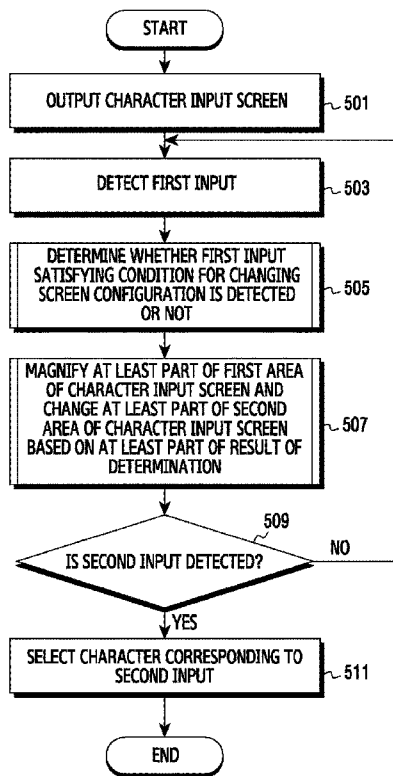 START
OUTPUT CHARACTER INPUT SCREEN
501
DETECT FIRST INPUT
503
DETERMINE WHETHER FIRST INPUT
SATISFYING CONDITION FOR CHANGING
SCREEN CONFIGURATION IS DETECTED
OR NOT
505
MAGNIFY AT LEAST PART OF FIRST AREA
OF CHARACTER INPUT SCREEN AND
CHANGE AT LEAST PART OF SECOND
AREA OF CHARACTER INPUT SCREEN
BASED ON AT LEAST PART OF RESULT OF
DETERMINATION
507
509
IS SECOND INPUT DETECTED?
NO
YES
SELECT CHARACTER CORRESPONDING TO
SECOND INPUT
511
END